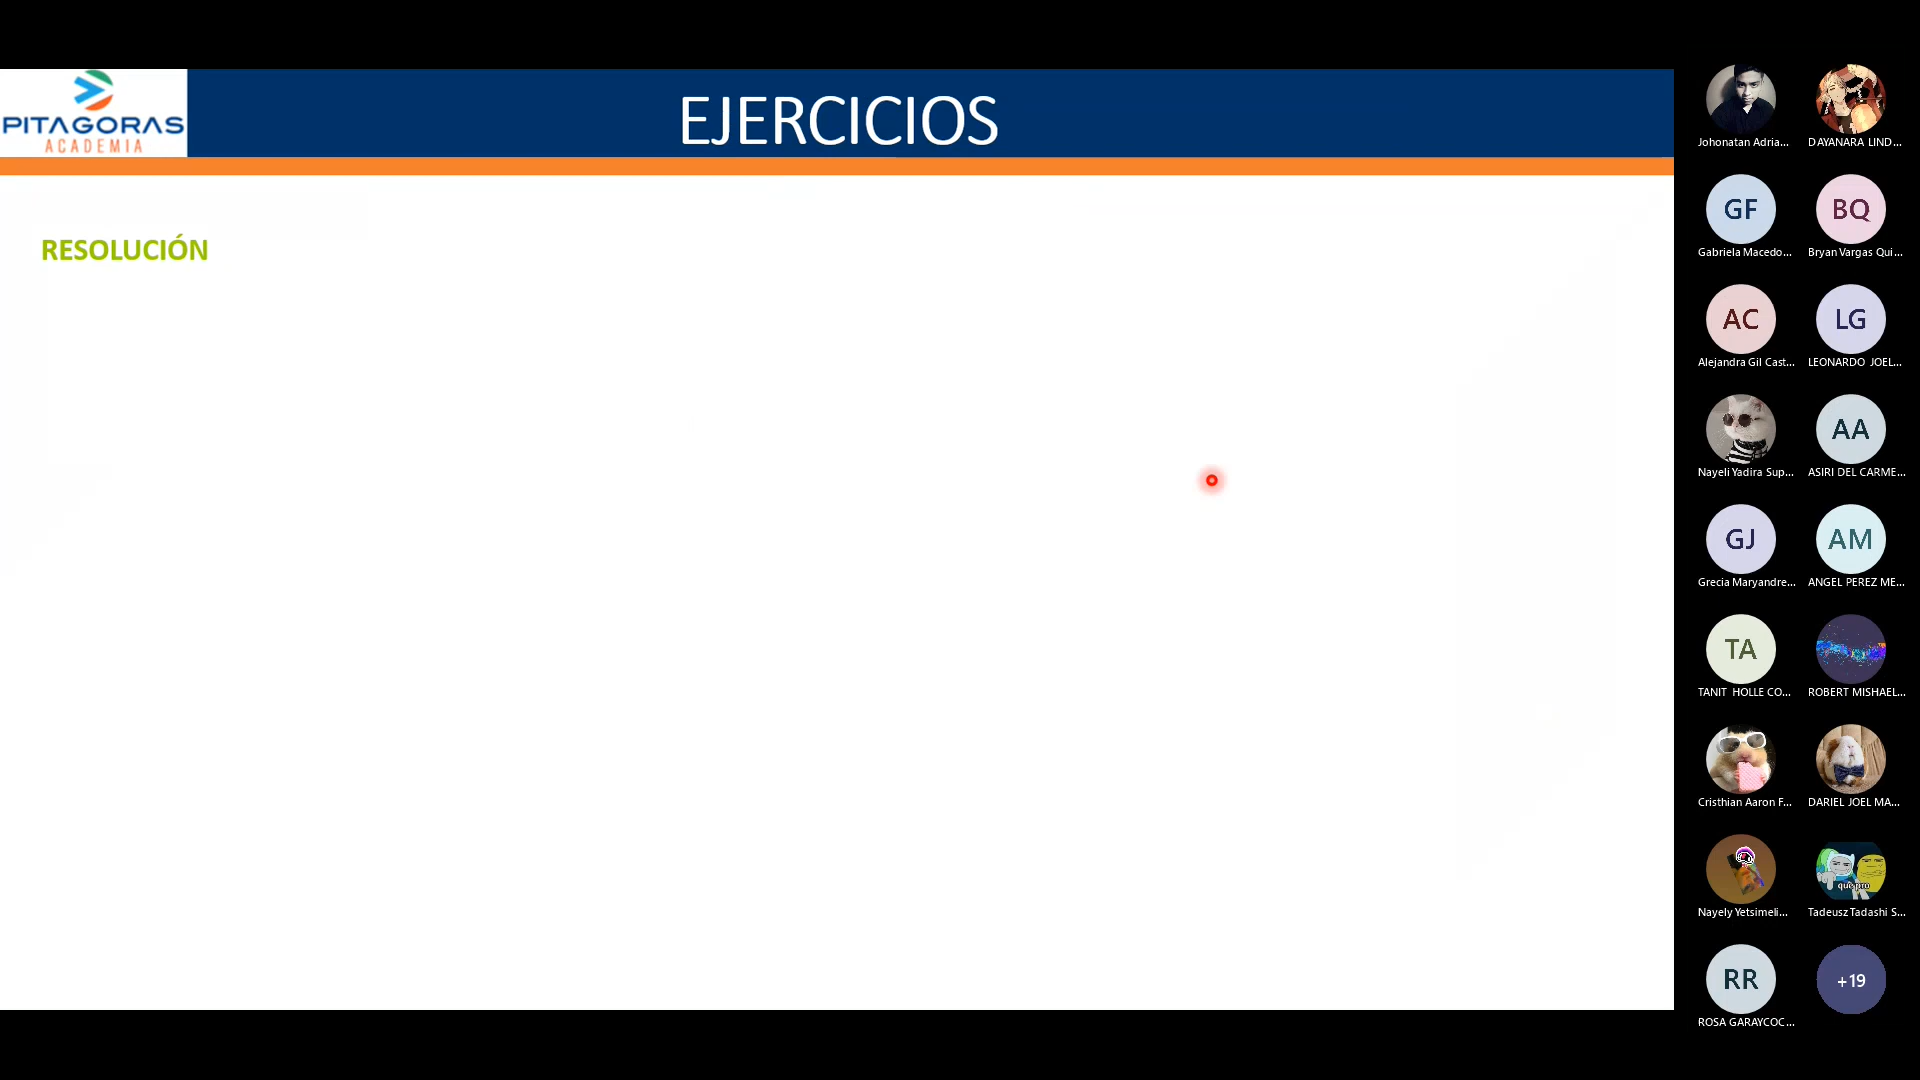 PITAGORAS
ACADEMIA
EJERCICIOS
RESOLUCIÓN
Johonatan Adria...
DAYANARA LIND...
GF
Gabriela Macedo...
BQ
Bryan Vargas Qui...
AC
Alejandra Gil Cast...
LG
LEONARDO JOEL...
Nayeli Yadira Sup...
AA
ASIRI DEL CARME...
GJ
Grecia Maryandre...
AM
ANGEL PEREZ ME...
TA
TANIT HOLLE CO...
ROBERT MISHAEL...
Cristhian Aaron F...
DARIEL JOEL MA...
Nayely Yetsimeli...
que pro
Tadeusz Tadashi S...
RR
ROSA GARAYCOC...
+19